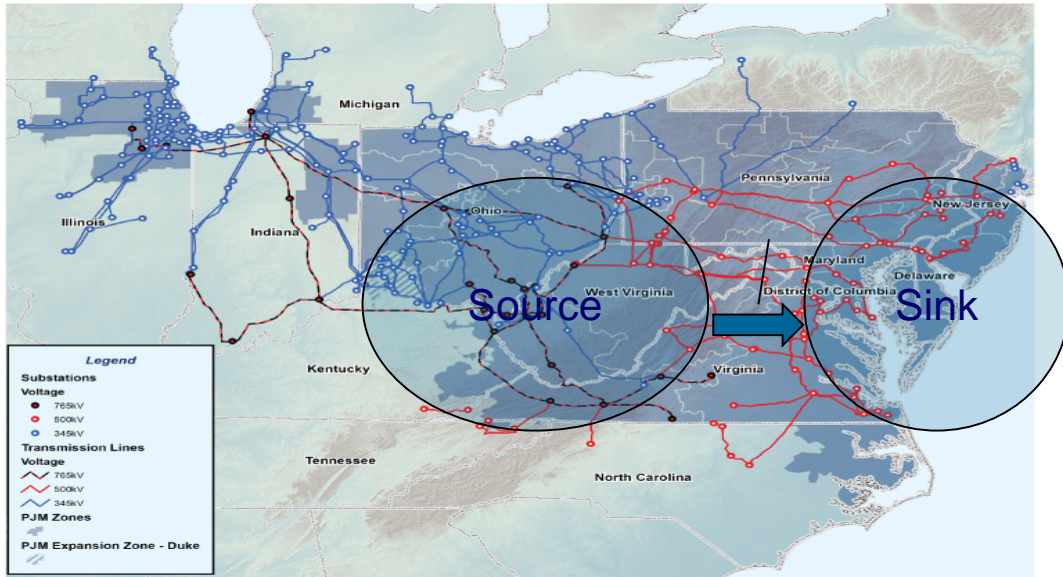 Michigan
Pennsylvania
New Jersey
Illinois
Indiana
Ohio
Maryland
Delaware
District of Columbia
West Virginia
Source
Sink
Kentucky
Virginia
Tennessee
North Carolina
Legend
Substations
Voltage
765kV
500kV
345kV
Transmission Lines
Voltage
765kV
500kV
345kV
PJM Zones
PJM Expansion Zone - Duke